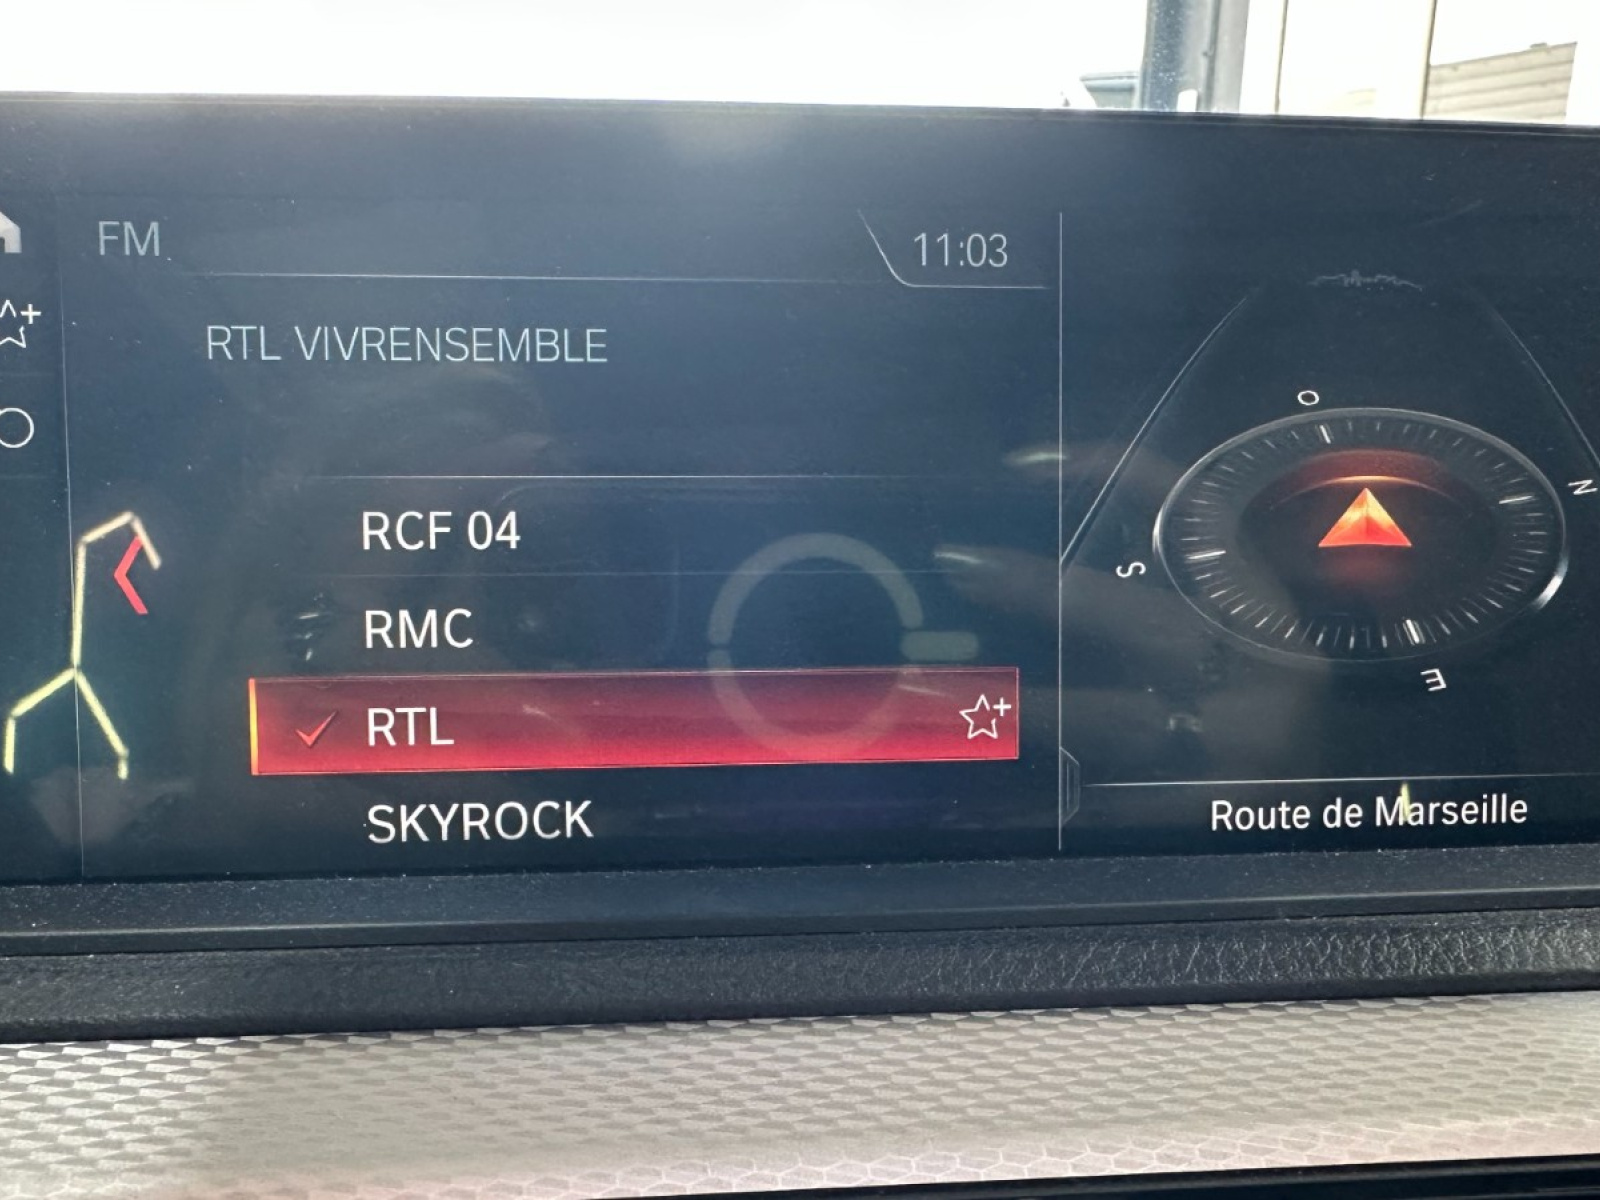 FM
11:03
RTL VIVRENSEMBLE
RCF 04
RMC
RTL
SKYROCK
O
N
S
E
Route de Marseille